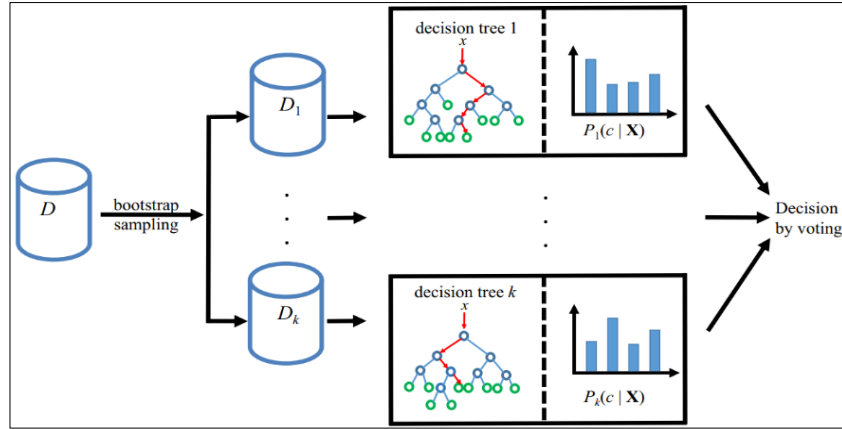 D
bootstrap
sampling
D₁
decision tree 1
x
P₁(c | X)
Dₖ
decision tree k
x
Pₖ(c | X)
Decision
by voting